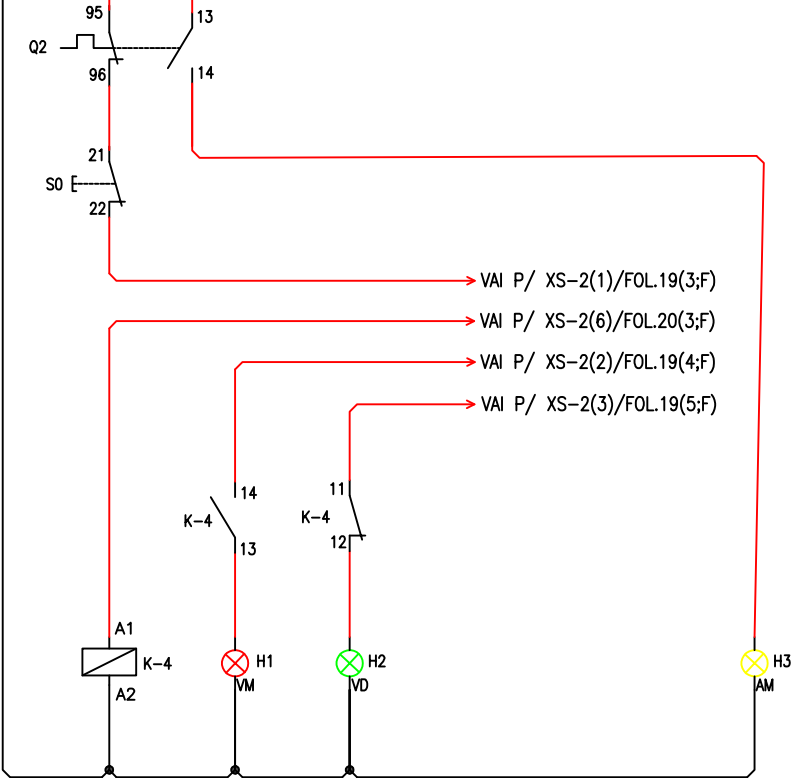 95
13
Q2
96
14
21
S0
22
VAI P/ XS-2(1)/FOL.19(3;F)
VAI P/ XS-2(6)/FOL.20(3;F)
VAI P/ XS-2(2)/FOL.19(4;F)
VAI P/ XS-2(3)/FOL.19(5;F)
14
11
K-4
K-4
13
12
A1
K-4
H1
H2
H3
A2
VM
VD
AM